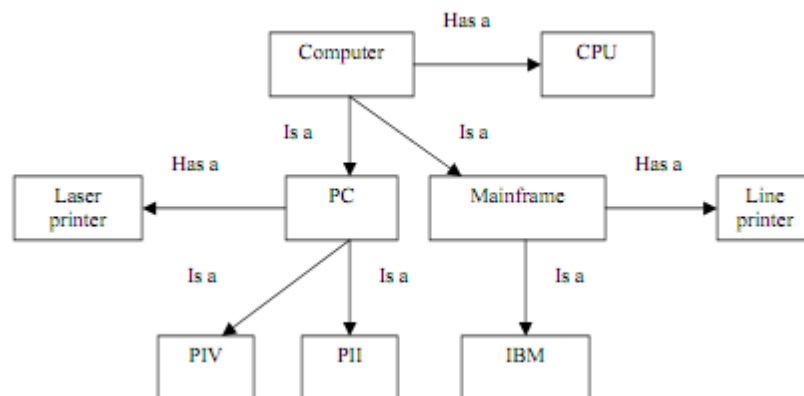 Has a
Computer
CPU
Is a
Is a
Has a
Has a
Laser
printer
PC
Mainframe
Line
printer
Is a
Is a
Is a
PIV
PII
IBM